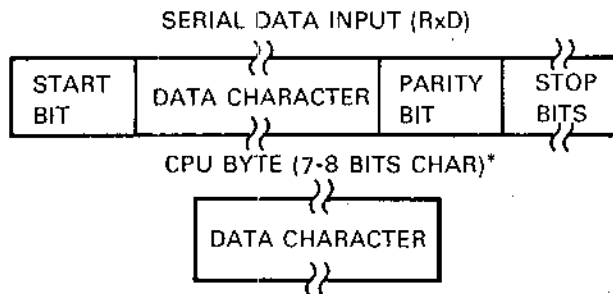 SERIAL DATA INPUT (RxD)
START BIT
DATA CHARACTER
PARITY BIT
STOP BITS
CPU BYTE (7-8 BITS CHAR)*
DATA CHARACTER